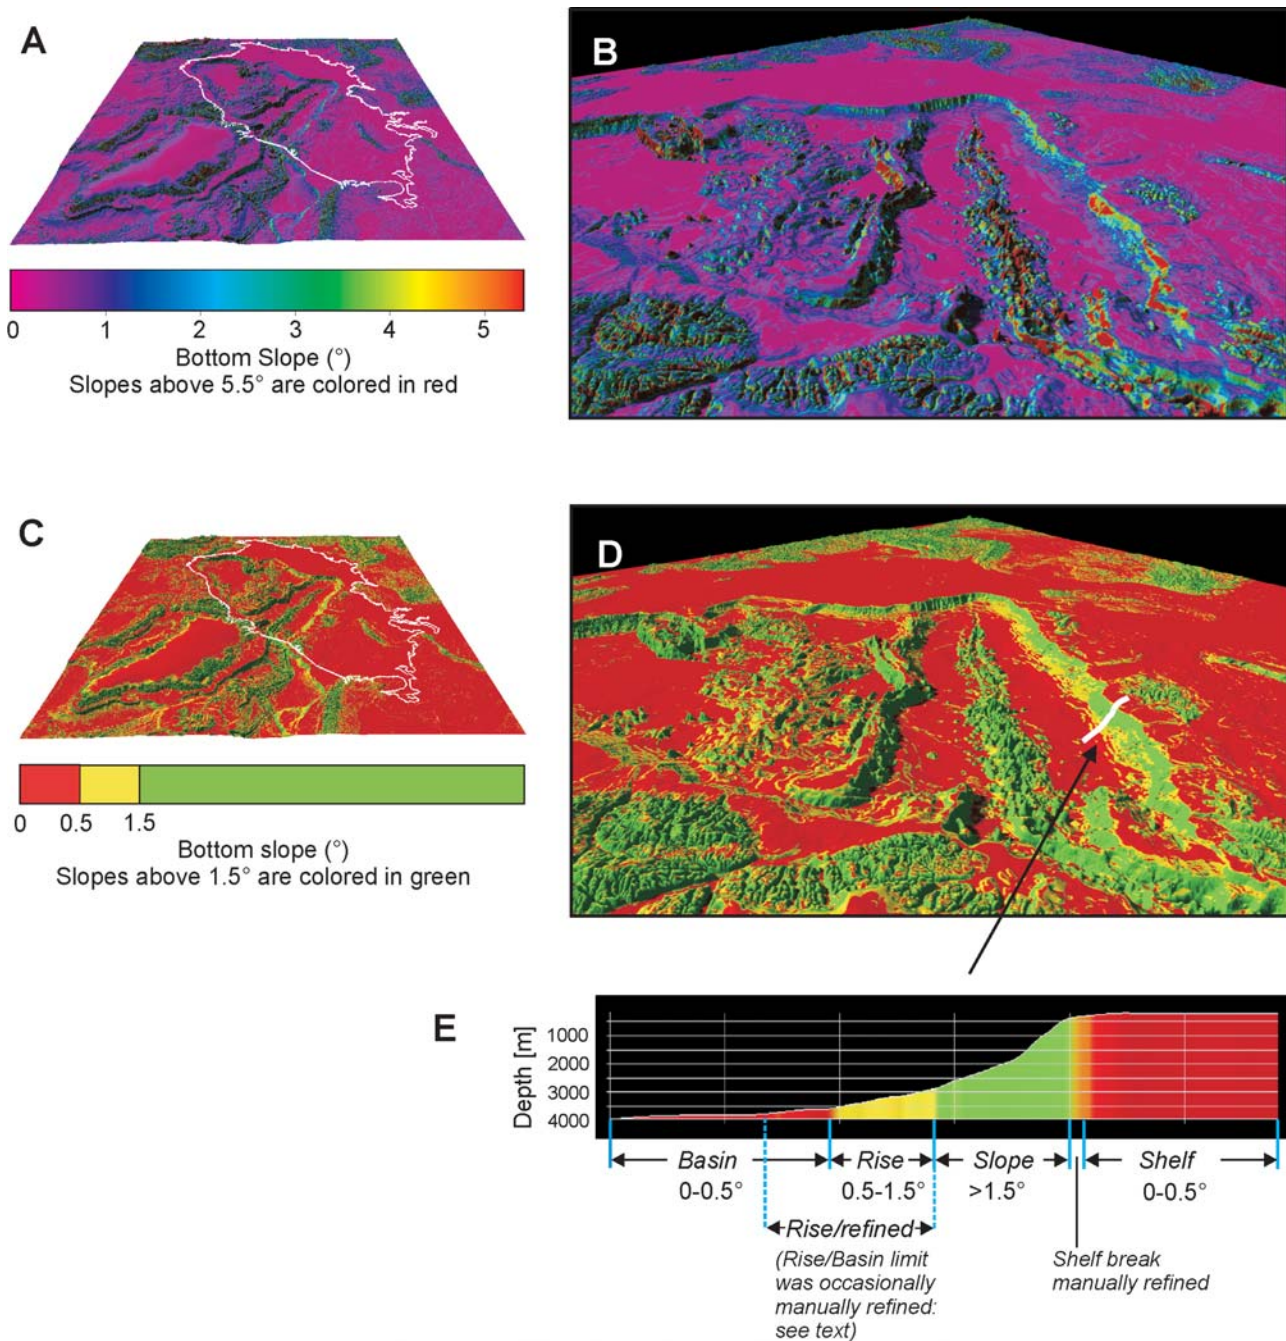 A
B
0 1 2 3 4 5
Bottom Slope (°)
Slopes above 5.5° are colored in red
C
D
0 0.5 1.5
Bottom slope (°)
Slopes above 1.5° are colored in green
E
Depth [m]
1000
2000
3000
4000
Basin Rise Slope Shelf
0-0.5° 0.5-1.5° >1.5° 0-0.5°
Rise/refined
(Rise/Basin limit
was occasionally
manually refined:
see text)
Shelf break
manually refined